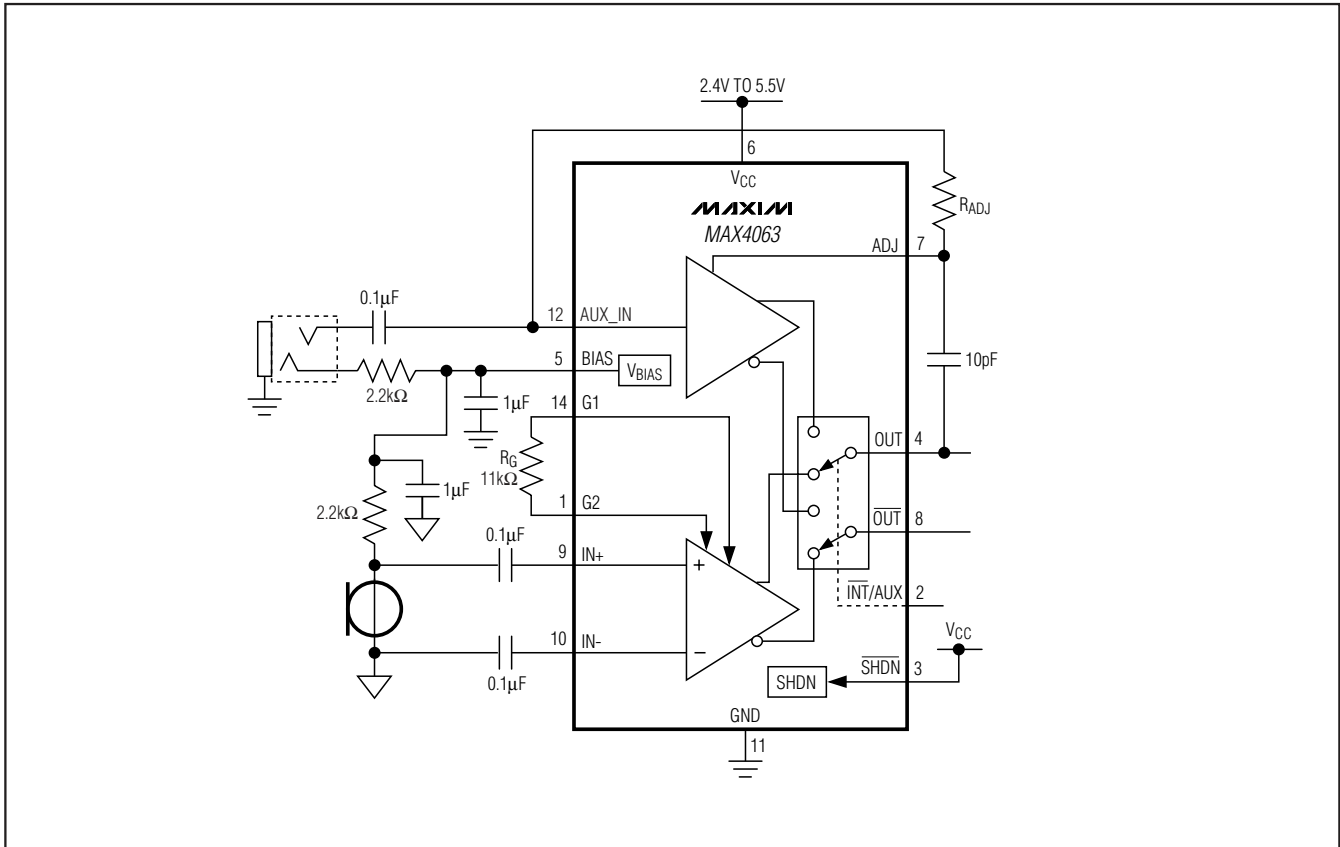 2.4V TO 5.5V
6
VCC
MAXIM
MAX4063
RADJ
ADJ 7
0.1µF
12 AUX_IN
5 BIAS
VBIAS
10pF
2.2kΩ
1µF
14 G1
OUT 4
RG
11kΩ
1µF
1 G2
2.2kΩ
OUT 8
0.1µF
9 IN+
+
INT/AUX 2
VCC
10 IN-
−
SHDN 3
0.1µF
SHDN
GND
11